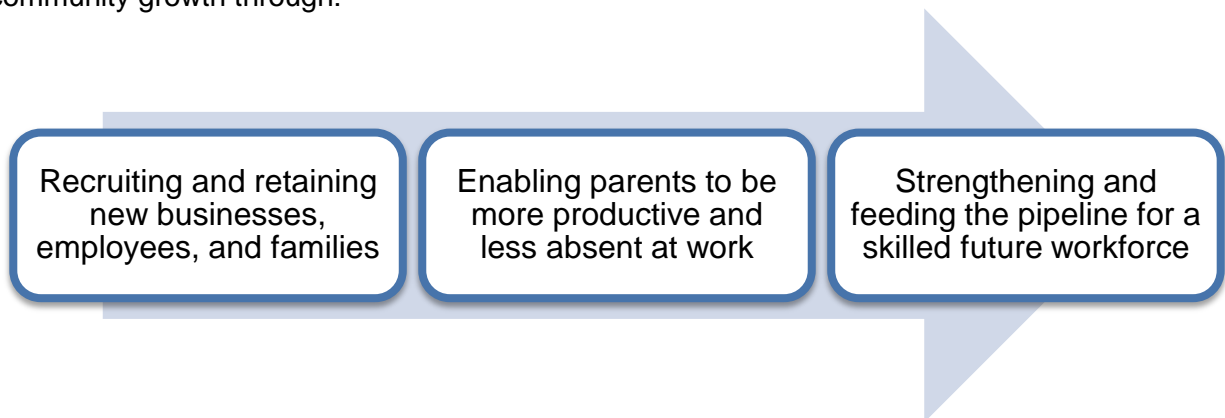 community growth through:
Recruiting and retaining
new businesses,
employees, and families
Enabling parents to be
more productive and
less absent at work
Strengthening and
feeding the pipeline for a
skilled future workforce